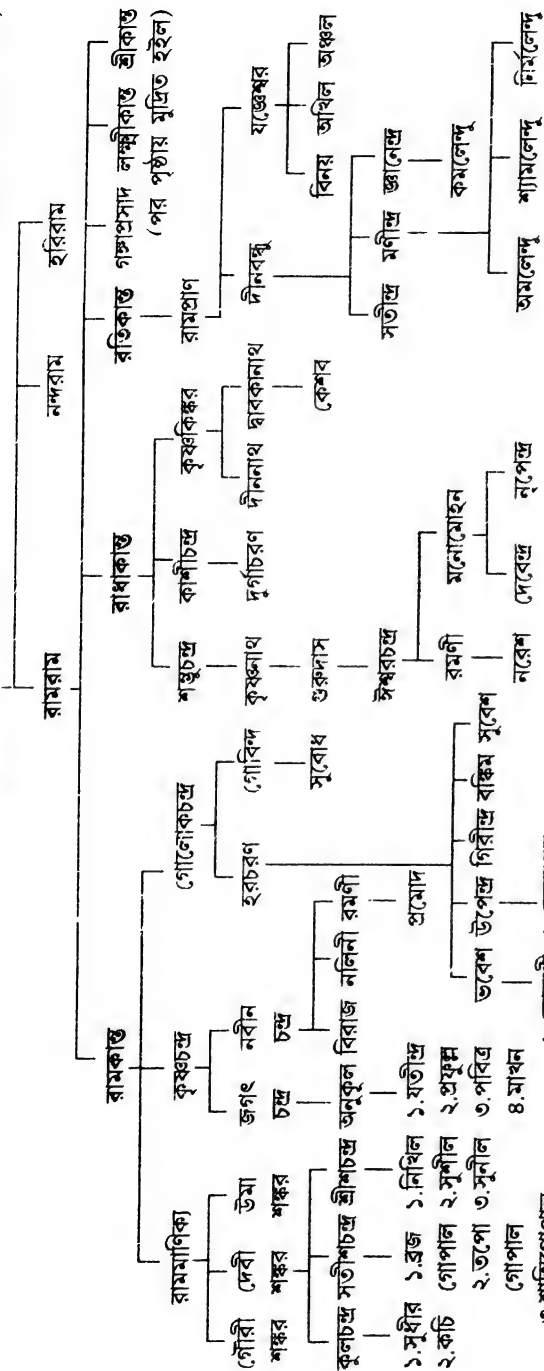 নন্দরাম হরিরাম
রামরাম
রামকান্ত রাধাকান্ত রতিকান্ত গঙ্গাপ্রসাদ লক্ষ্মীকান্ত শ্রীকান্ত
(পর পৃষ্ঠায় মুদ্রিত হইল)
রামমাণিক্য কৃষ্ণচন্দ্র গোলোকচন্দ্র
শম্ভুচন্দ্র কাশীচন্দ্র কৃষ্ণকিঙ্কর রামপ্রাণ
গৌরী দেবী উমা জগৎ নবীন হরচরণ গোবিন্দ
শঙ্কর শঙ্কর শঙ্কর চন্দ্র চন্দ্র
কৃষ্ণনাথ দুর্গাচরণ দীননাথ দ্বারকানাথ দীনবন্ধু যজ্ঞেশ্বর
সুবোধ গুরুদাস কেশব
বিনয় অখিল অঞ্চল
কুলচন্দ্র সতীশচন্দ্র শ্রীশচন্দ্র অনুকূল বিরাজ নলিনী রমণী
ঈশ্বরচন্দ্র সতীন্দ্র মণীন্দ্র জ্ঞানেন্দ্র
প্রমোদ রমণী মনোমোহন কমলেন্দু
১.সুধীর ১.ব্রজ ১.নিখিল ১.যতীন্দ্র
২.কচি গোপাল ২.সুশীল ২.প্রফুল্ল
২.তপো ৩.সুনীল ৩.পবিত্র
গোপাল ৪.মাখন
ভবেশ উপেন্দ্র গিরীন্দ্র বঙ্কিম সুবেশ
নরেশ দেবেন্দ্র নৃপেন্দ্র
অমলেন্দু শ্যামলেন্দু নির্মলেন্দু